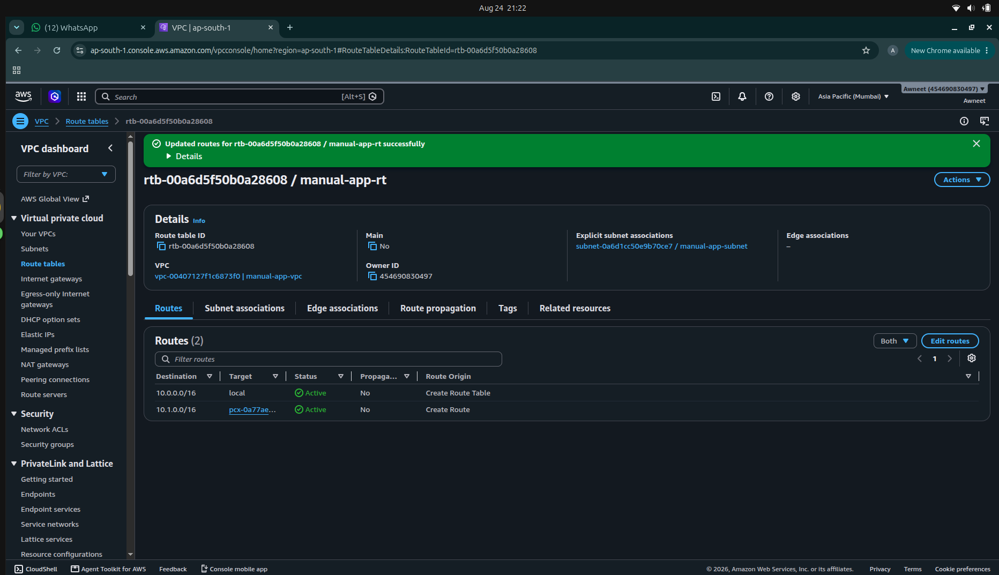 Aug 24 21:22
(12) WhatsApp
VPC | ap-south-1
ap-south-1.console.aws.amazon.com/vpcconsole/home?region=ap-south-1#RouteTableDetails:RouteTableId=rtb-00a6d5f50b0a28608
A
New Chrome available
aws
Search
[Alt+S]
Asia Pacific (Mumbai)
Awneet (454690830497)
Awneet
VPC
Route tables
rtb-00a6d5f50b0a28608
VPC dashboard
Filter by VPC:
AWS Global View
Virtual private cloud
Your VPCs
Subnets
Route tables
Internet gateways
Egress-only Internet
gateways
DHCP option sets
Elastic IPs
Managed prefix lists
NAT gateways
Peering connections
Route servers
Security
Network ACLs
Security groups
PrivateLink and Lattice
Getting started
Endpoints
Endpoint services
Service networks
Lattice services
Resource configurations
Updated routes for rtb-00a6d5f50b0a28608 / manual-app-rt successfully
Details
rtb-00a6d5f50b0a28608 / manual-app-rt
Actions
Details Info
Route table ID
rtb-00a6d5f50b0a28608
Main
No
Explicit subnet associations
subnet-0a6d1cc50e9b70ce7 / manual-app-subnet
Edge associations
–
VPC
vpc-00407127f1c6873f0 | manual-app-vpc
Owner ID
454690830497
Routes
Subnet associations
Edge associations
Route propagation
Tags
Related resources
Routes (2)
Both
Edit routes
Filter routes
1
Destination Target Status Propaga... Route Origin
10.0.0.0/16 local Active No Create Route Table
10.1.0.0/16 pcx-0a77ae... Active No Create Route
CloudShell
Agent Toolkit for AWS
Feedback
Console mobile app
© 2026, Amazon Web Services, Inc. or its affiliates.
Privacy
Terms
Cookie preferences